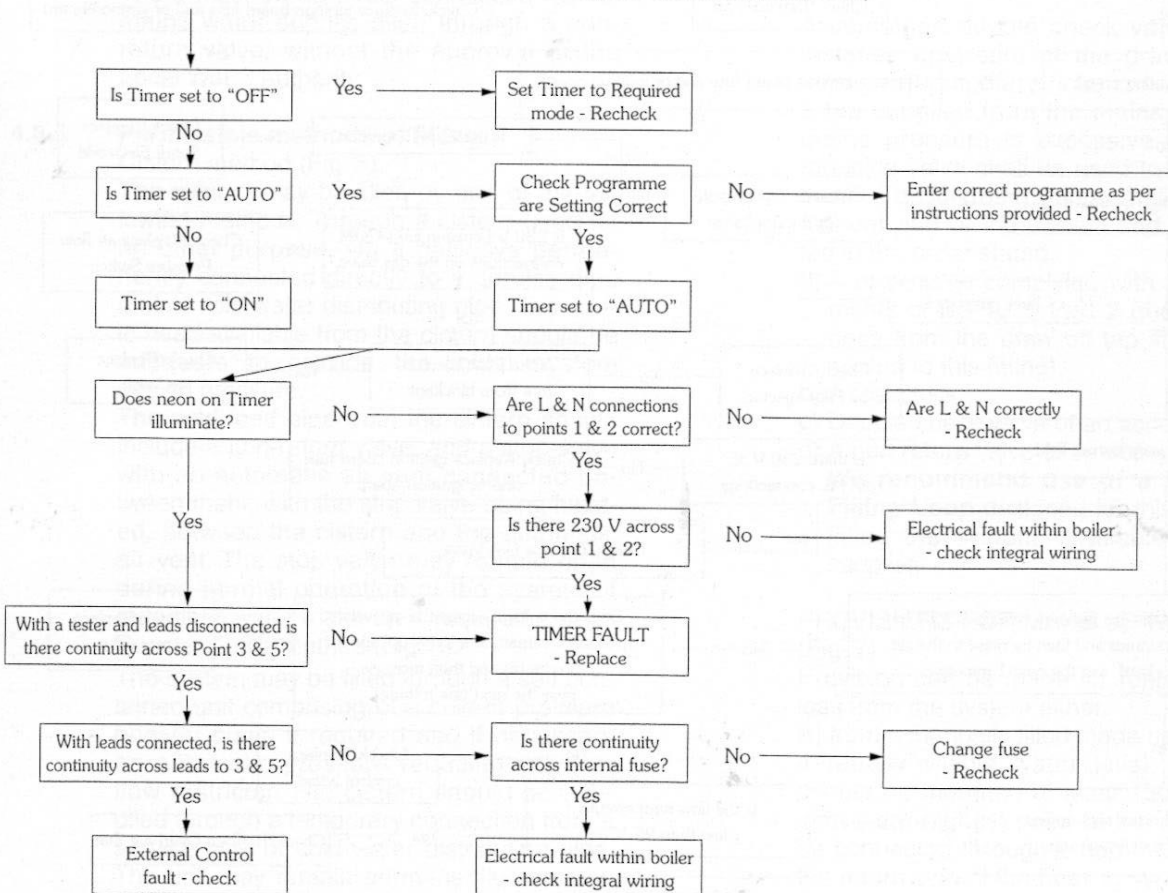 Is Timer set to “OFF”
Yes
Set Timer to Required
mode - Recheck
No
Is Timer set to “AUTO”
Yes
Check Programme
are Setting Correct
No
Enter correct programme as per
instructions provided - Recheck
No
Yes
Timer set to “ON”
Timer set to “AUTO”
Does neon on Timer
illuminate?
No
Are L & N connections
to points 1 & 2 correct?
No
Are L & N correctly
- Recheck
Yes
Yes
Is there 230 V across
point 1 & 2?
No
Electrical fault within boiler
- check integral wiring
Yes
With a tester and leads disconnected is
there continuity across Point 3 & 5?
No
TIMER FAULT
- Replace
Yes
With leads connected, is there
continuity across leads to 3 & 5?
No
Is there continuity
across internal fuse?
No
Change fuse
- Recheck
Yes
Yes
External Control
fault - check
Electrical fault within boiler
- check integral wiring